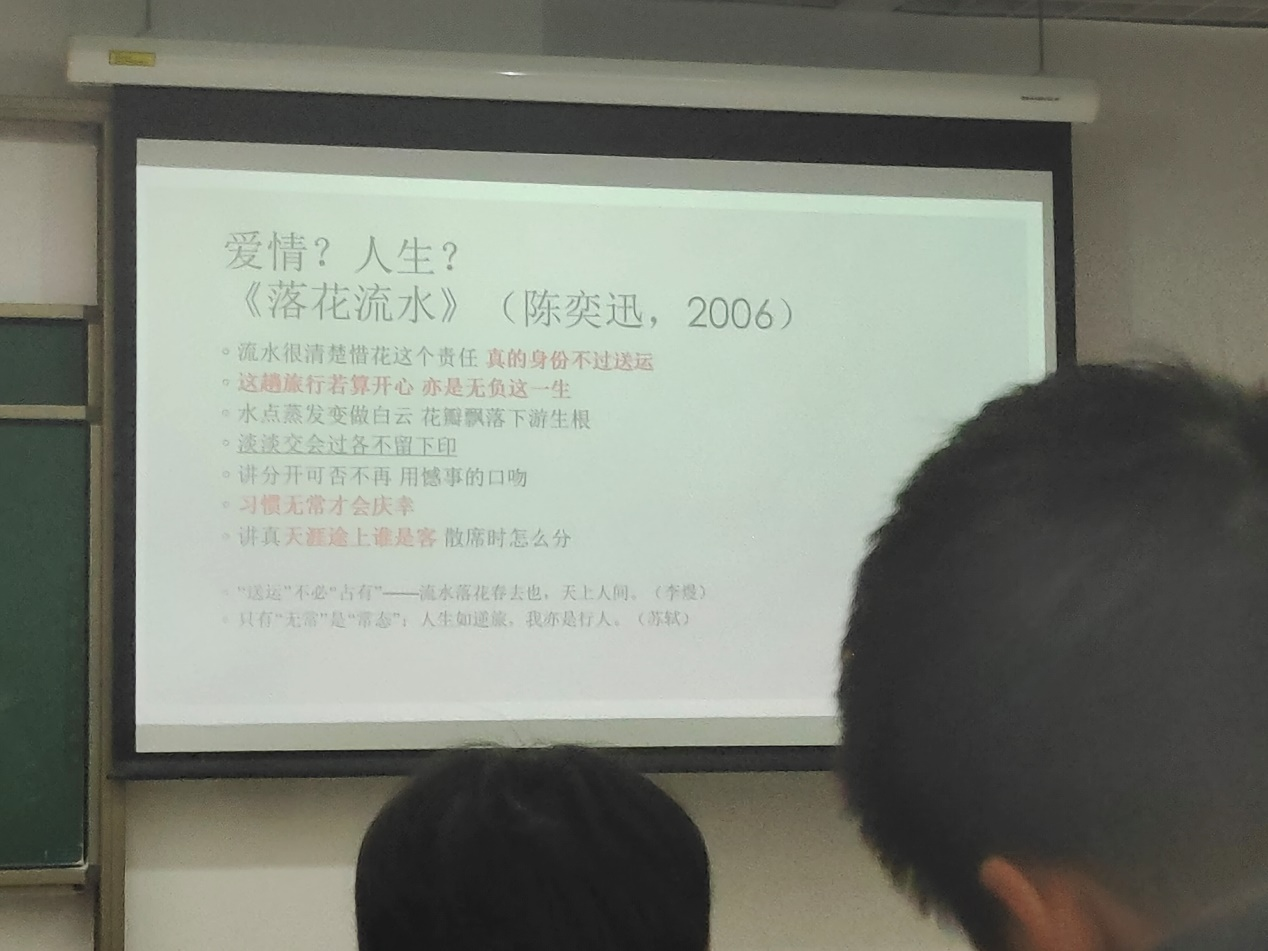 爱情？人生？
《落花流水》（陈奕迅，2006）
流水很清楚惜花这个责任 真的身份不过送运
这趟旅行若算开心 亦是无负这一生
水点蒸发变做白云 花瓣飘落下游生根
淡淡交会过各不留下印
讲分开可否不再 用憾事的口吻
习惯无常才会庆幸
讲真天涯途上谁是客 散席时怎么分
“送运”不必“占有”——流水落花春去也，天上人间。（李煜）
只有“无常”是“常态”：人生如逆旅，我亦是行人。（苏轼）